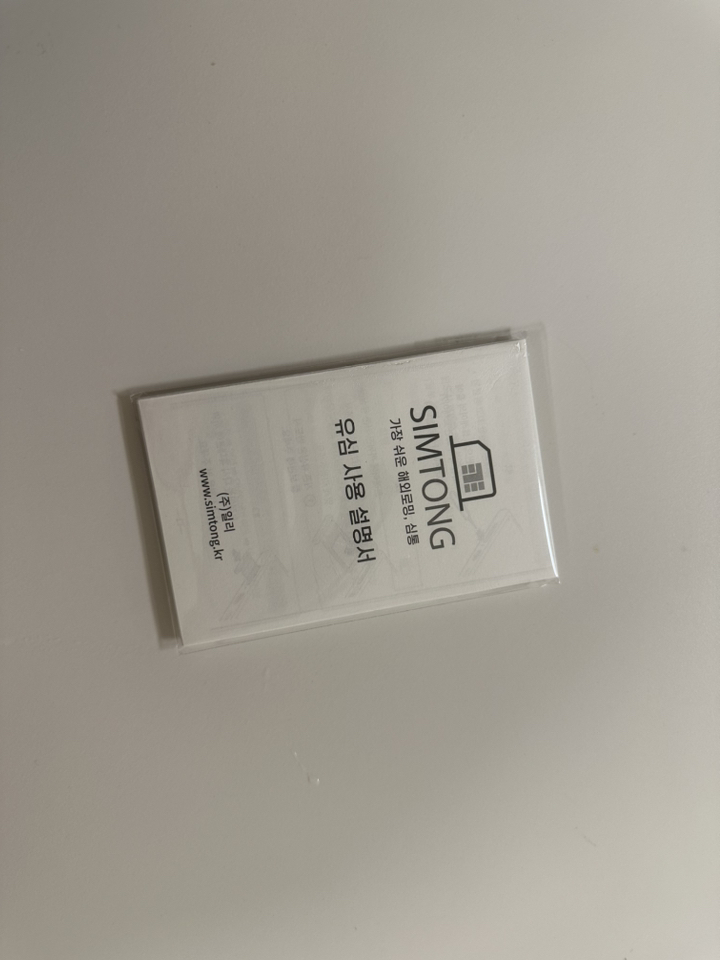 SIMTONG
가장 쉬운 해외로밍, 심통
유심 사용 설명서
(주)일리
www.simtong.kr